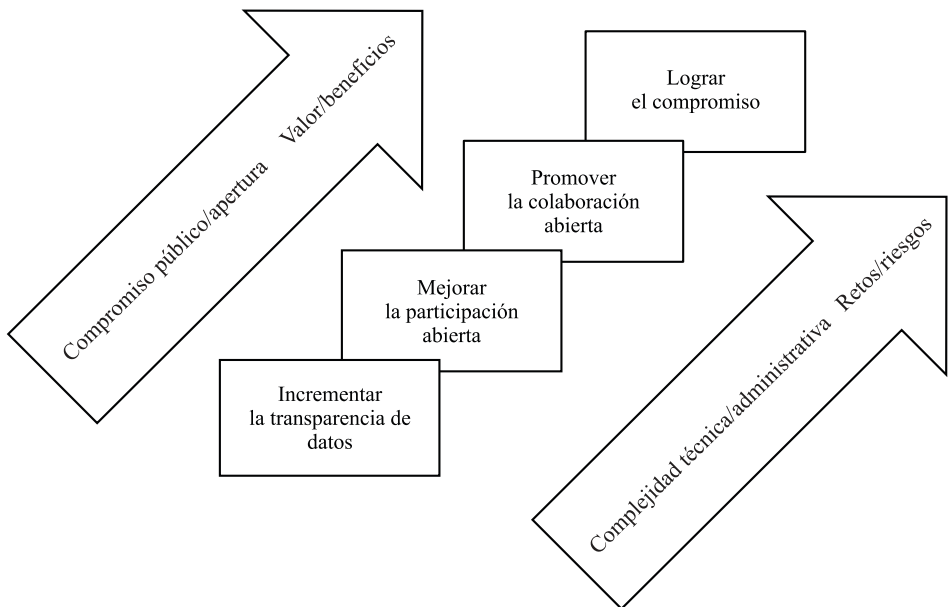 Compromiso público/apertura Valor/beneficios
Lograr
el compromiso
Promover
la colaboración
abierta
Mejorar
la participación
abierta
Incrementar
la transparencia de
datos
Complejidad técnica/administrativa Retos/riesgos